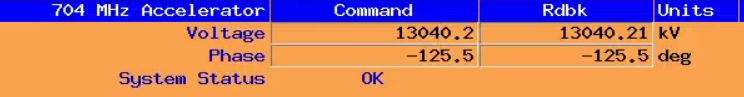 704 MHz Accelerator Command Rdbk Units
Voltage 13040.2 13040.21 kV
Phase -125.5 -125.5 deg
System Status OK